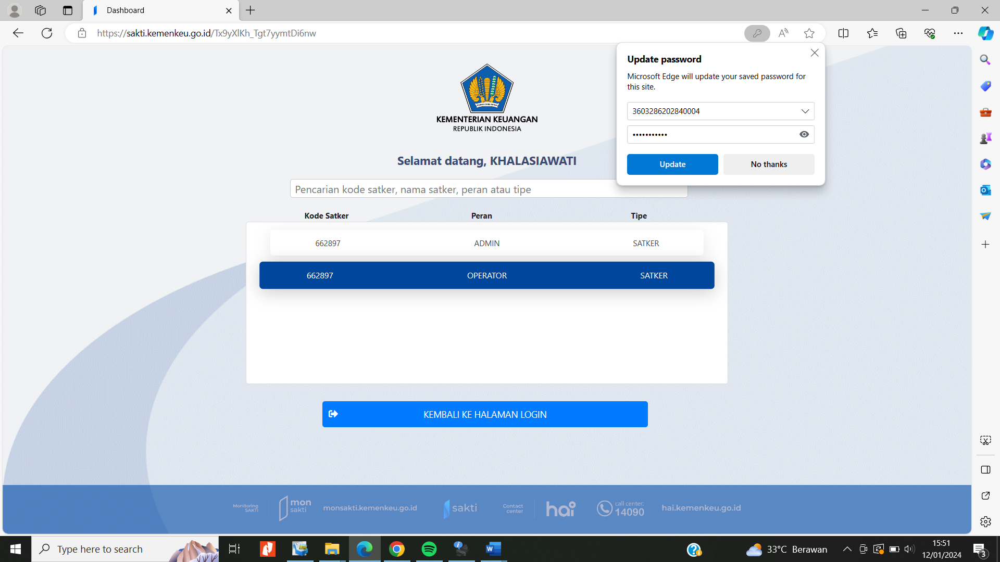 Dashboard
https://sakti.kemenkeu.go.id/Tx9yXlKh_Tgt7yymtDi6nw
Update password
Microsoft Edge will update your saved password for
this site.
3603286202840004
•••••••••••
Update
No thanks
KEMENTERIAN KEUANGAN
REPUBLIK INDONESIA
Selamat datang, KHALASIAWATI
Pencarian kode satker, nama satker, peran atau tipe
Kode Satker Peran Tipe
662897 ADMIN SATKER
662897 OPERATOR SATKER
KEMBALI KE HALAMAN LOGIN
Monitoring
SAKTI
mon
sakti
monsakti.kemenkeu.go.id
sakti
Contact
center
hai
call center:
14090
hai.kemenkeu.go.id
Type here to search
33°C Berawan
15:51
12/01/2024
3